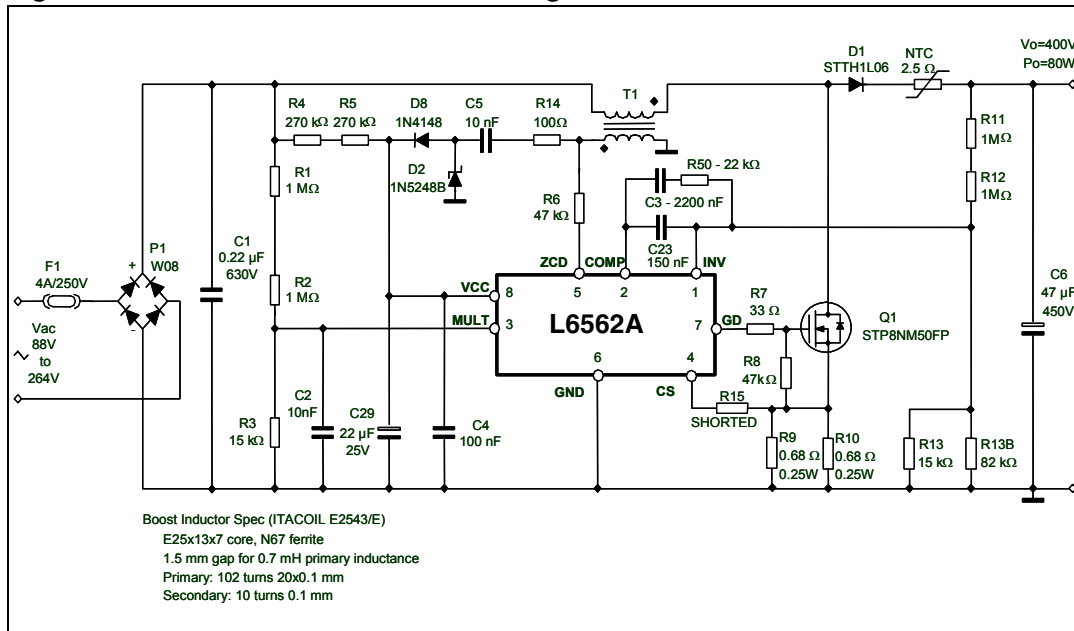 D1
STTH1L06
NTC
2.5 Ω
Vo=400V
Po=80W
T1
R4
270 kΩ
R5
270 kΩ
D8
1N4148
C5
10 nF
R14
100Ω
R11
1MΩ
R12
1MΩ
R1
1 MΩ
D2
1N5248B
R50 - 22 kΩ
C3 - 2200 nF
R6
47 kΩ
C23
150 nF
F1
4A/250V
P1
W08
+
-
C1
0.22 µF
630V
R2
1 MΩ
ZCD
COMP
INV
5
2
1
VCC
8
MULT
3
L6562A
7
GD
6
4
GND
CS
R7
33 Ω
Q1
STP8NM50FP
C6
47 µF
450V
Vac
88V
to
264V
R8
47kΩ
R15
SHORTED
R3
15 kΩ
C2
10nF
C29
22 µF
25V
C4
100 nF
R9
0.68 Ω
0.25W
R10
0.68 Ω
0.25W
R13
15 kΩ
R13B
82 kΩ
Boost Inductor Spec (ITACOIL E2543/E)
E25x13x7 core, N67 ferrite
1.5 mm gap for 0.7 mH primary inductance
Primary: 102 turns 20x0.1 mm
Secondary: 10 turns 0.1 mm